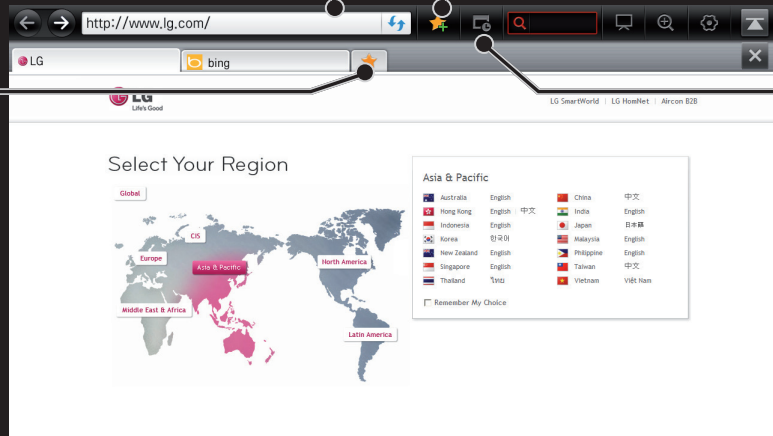 http://www.lg.com/
LG
bing
LG
Life's Good
LG SmartWorld | LG HomNet | Aircon B2B
Select Your Region
Global
CIS
Europe
Asia & Pacific
North America
Middle East & Africa
Latin America
Asia & Pacific
Australia English
China 中文
Hong Kong English | 中文
India English
Indonesia English
Japan 日本語
Korea 한국어
Malaysia English
New Zealand English
Philippine English
Singapore English
Taiwan 中文
Thailand ไทย
Vietnam Việt Nam
Remember My Choice